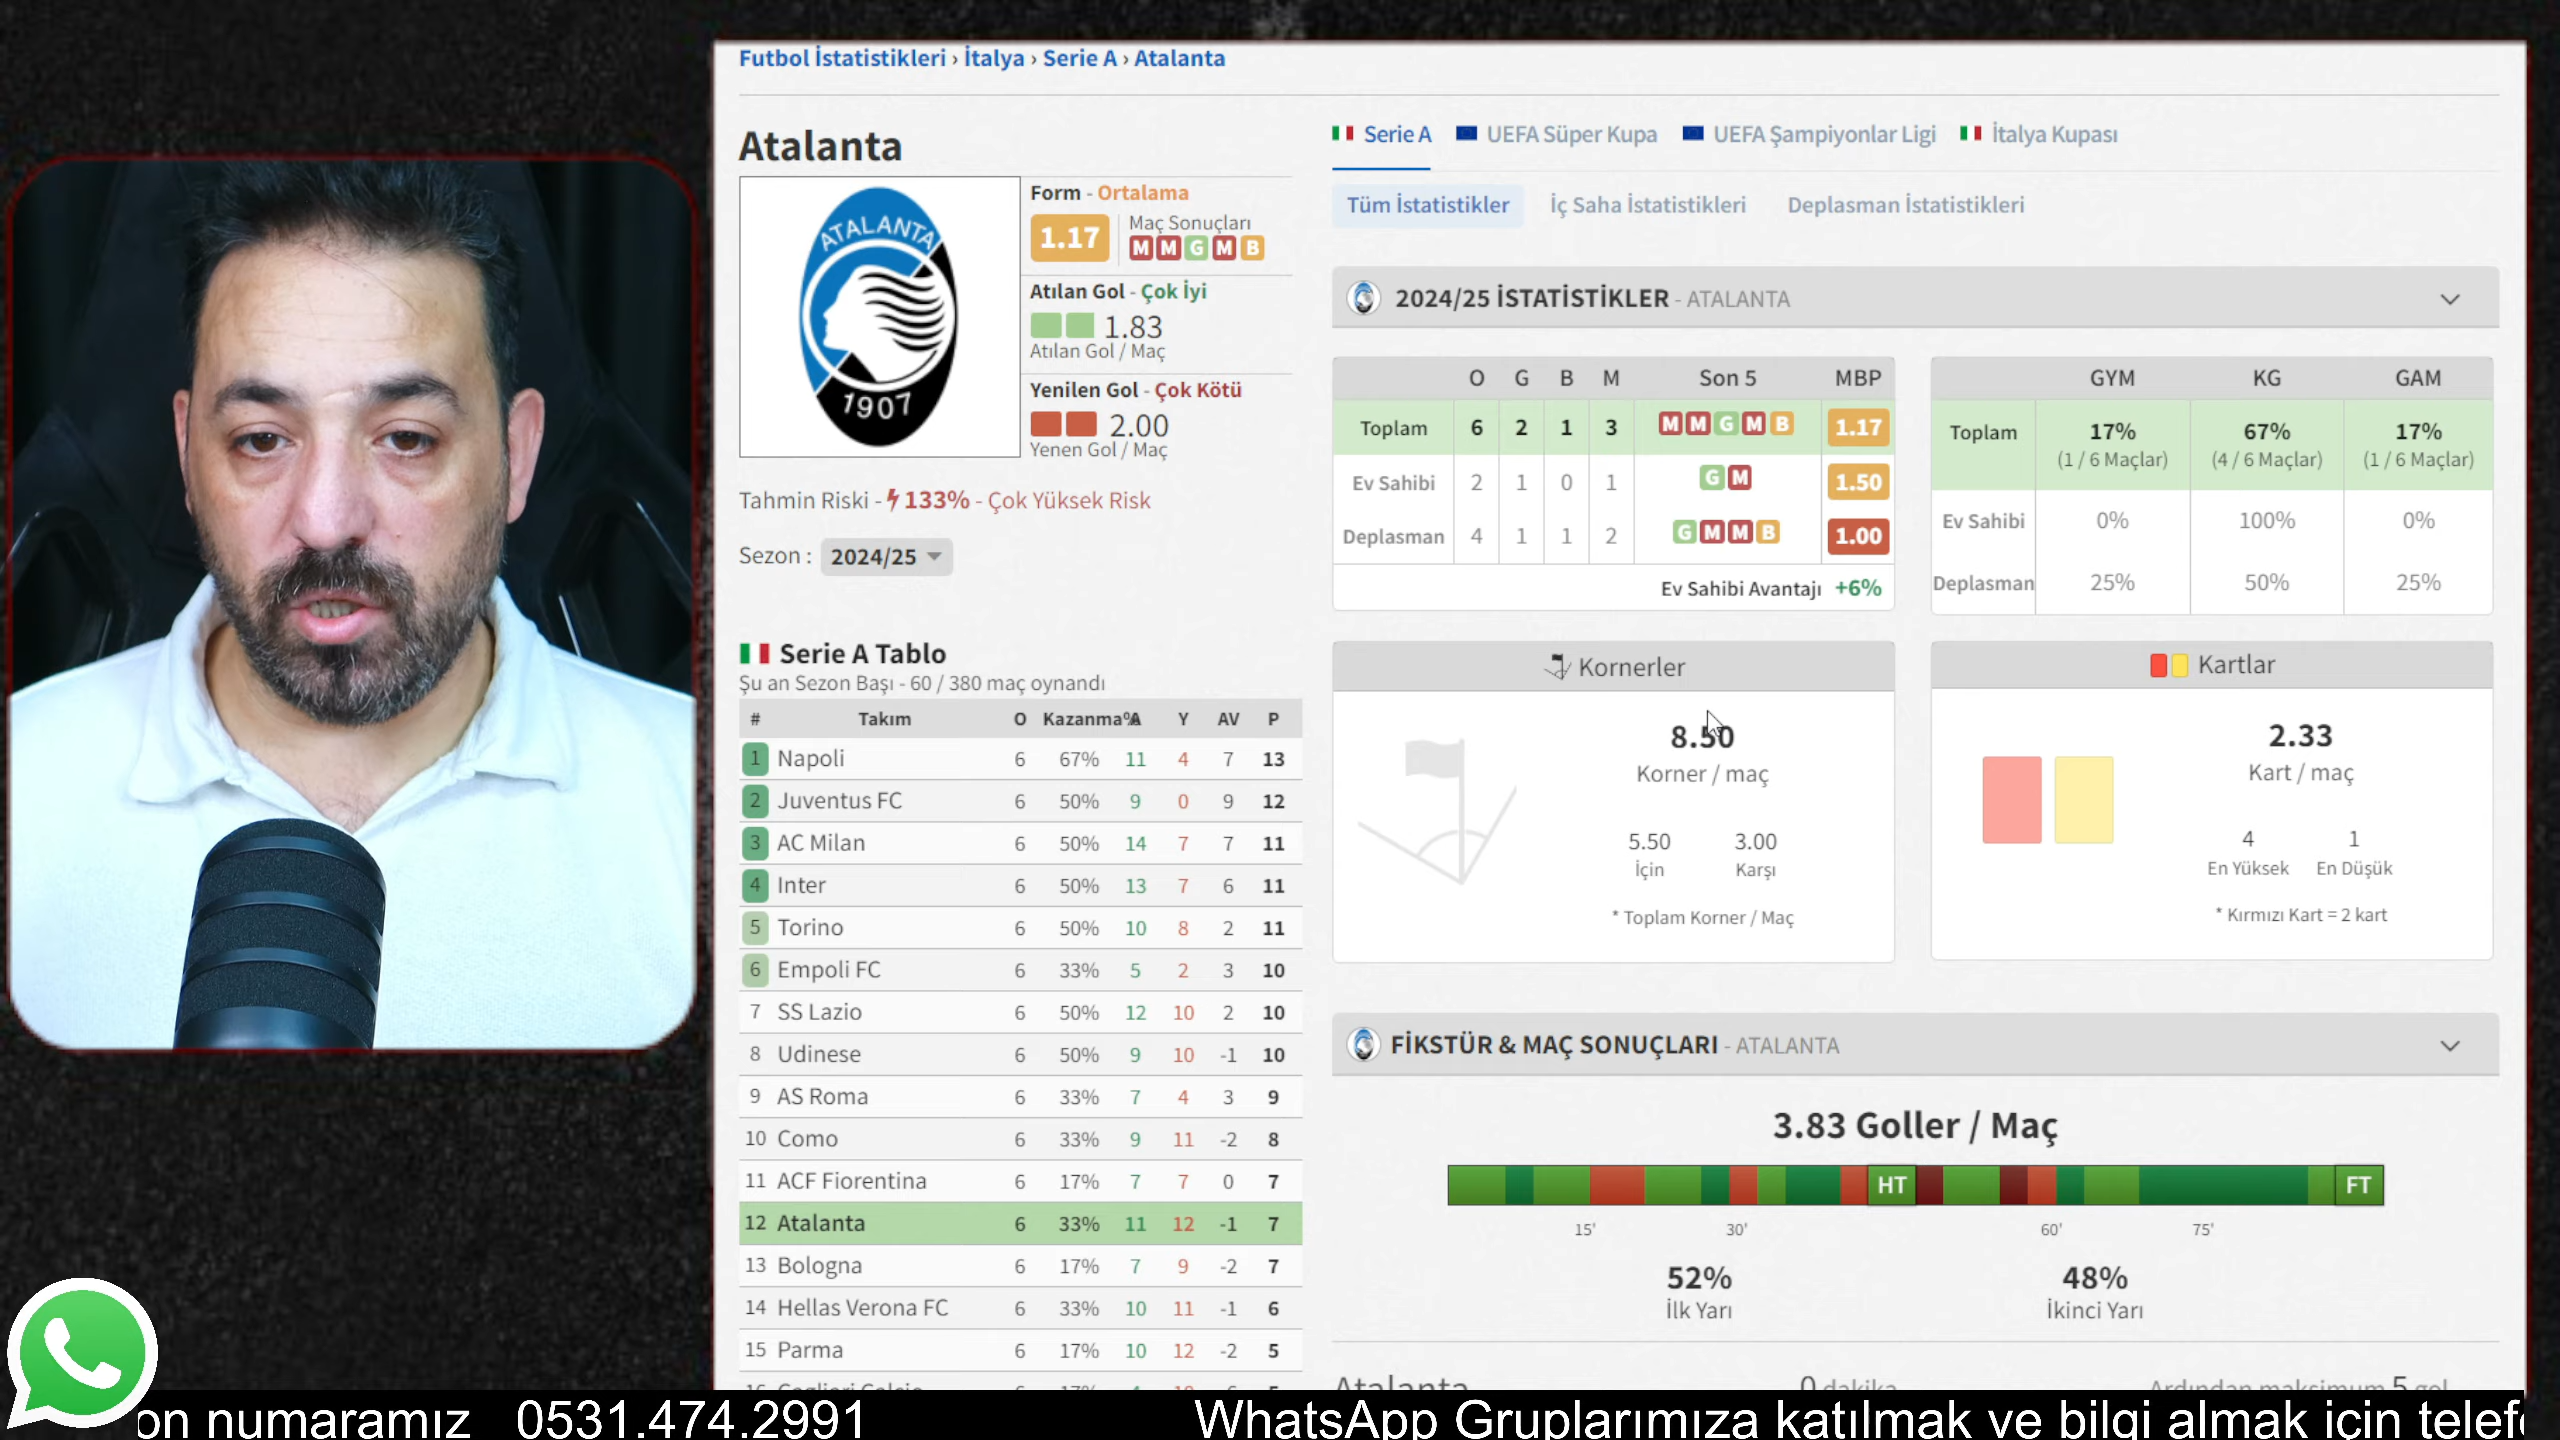 Futbol İstatistikleri › İtalya › Serie A › Atalanta
Atalanta
ATALANTA
1907
Form - Ortalama
1.17
Maç Sonuçları
M M G M B
Atılan Gol - Çok İyi
1.83
Atılan Gol / Maç
Yenilen Gol - Çok Kötü
2.00
Yenen Gol / Maç
Tahmin Riski - 133% - Çok Yüksek Risk
Sezon : 2024/25
Serie A Tablo
Şu an Sezon Başı - 60 / 380 maç oynandı
# Takım O Kazanma% A Y AV P
1 Napoli 6 67% 11 4 7 13
2 Juventus FC 6 50% 9 0 9 12
3 AC Milan 6 50% 14 7 7 11
4 Inter 6 50% 13 7 6 11
5 Torino 6 50% 10 8 2 11
6 Empoli FC 6 33% 5 2 3 10
7 SS Lazio 6 50% 12 10 2 10
8 Udinese 6 50% 9 10 -1 10
9 AS Roma 6 33% 7 4 3 9
10 Como 6 33% 9 11 -2 8
11 ACF Fiorentina 6 17% 7 7 0 7
12 Atalanta 6 33% 11 12 -1 7
13 Bologna 6 17% 7 9 -2 7
14 Hellas Verona FC 6 33% 10 11 -1 6
15 Parma 6 17% 10 12 -2 5
Serie A UEFA Süper Kupa UEFA Şampiyonlar Ligi İtalya Kupası
Tüm İstatistikler İç Saha İstatistikleri Deplasman İstatistikleri
2024/25 İSTATİSTİKLER - ATALANTA
O G B M Son 5 MBP
Toplam 6 2 1 3 M M G M B 1.17
Ev Sahibi 2 1 0 1 G M 1.50
Deplasman 4 1 1 2 G M M B 1.00
Ev Sahibi Avantajı +6%
GYM KG GAM
Toplam 17% 67% 17%
(1 / 6 Maçlar) (4 / 6 Maçlar) (1 / 6 Maçlar)
Ev Sahibi 0% 100% 0%
Deplasman 25% 50% 25%
Kornerler
8.50
Korner / maç
5.50 3.00
İçin Karşı
* Toplam Korner / Maç
Kartlar
2.33
Kart / maç
4 1
En Yüksek En Düşük
* Kırmızı Kart = 2 kart
FİKSTÜR & MAÇ SONUÇLARI - ATALANTA
3.83 Goller / Maç
HT FT
15' 30' 60' 75'
52% 48%
İlk Yarı İkinci Yarı
Atalanta 0 dakika Ardından maksimum 5 gol
on numaramız 0531.474.2991 WhatsApp Gruplarımıza katılmak ve bilgi almak için telef